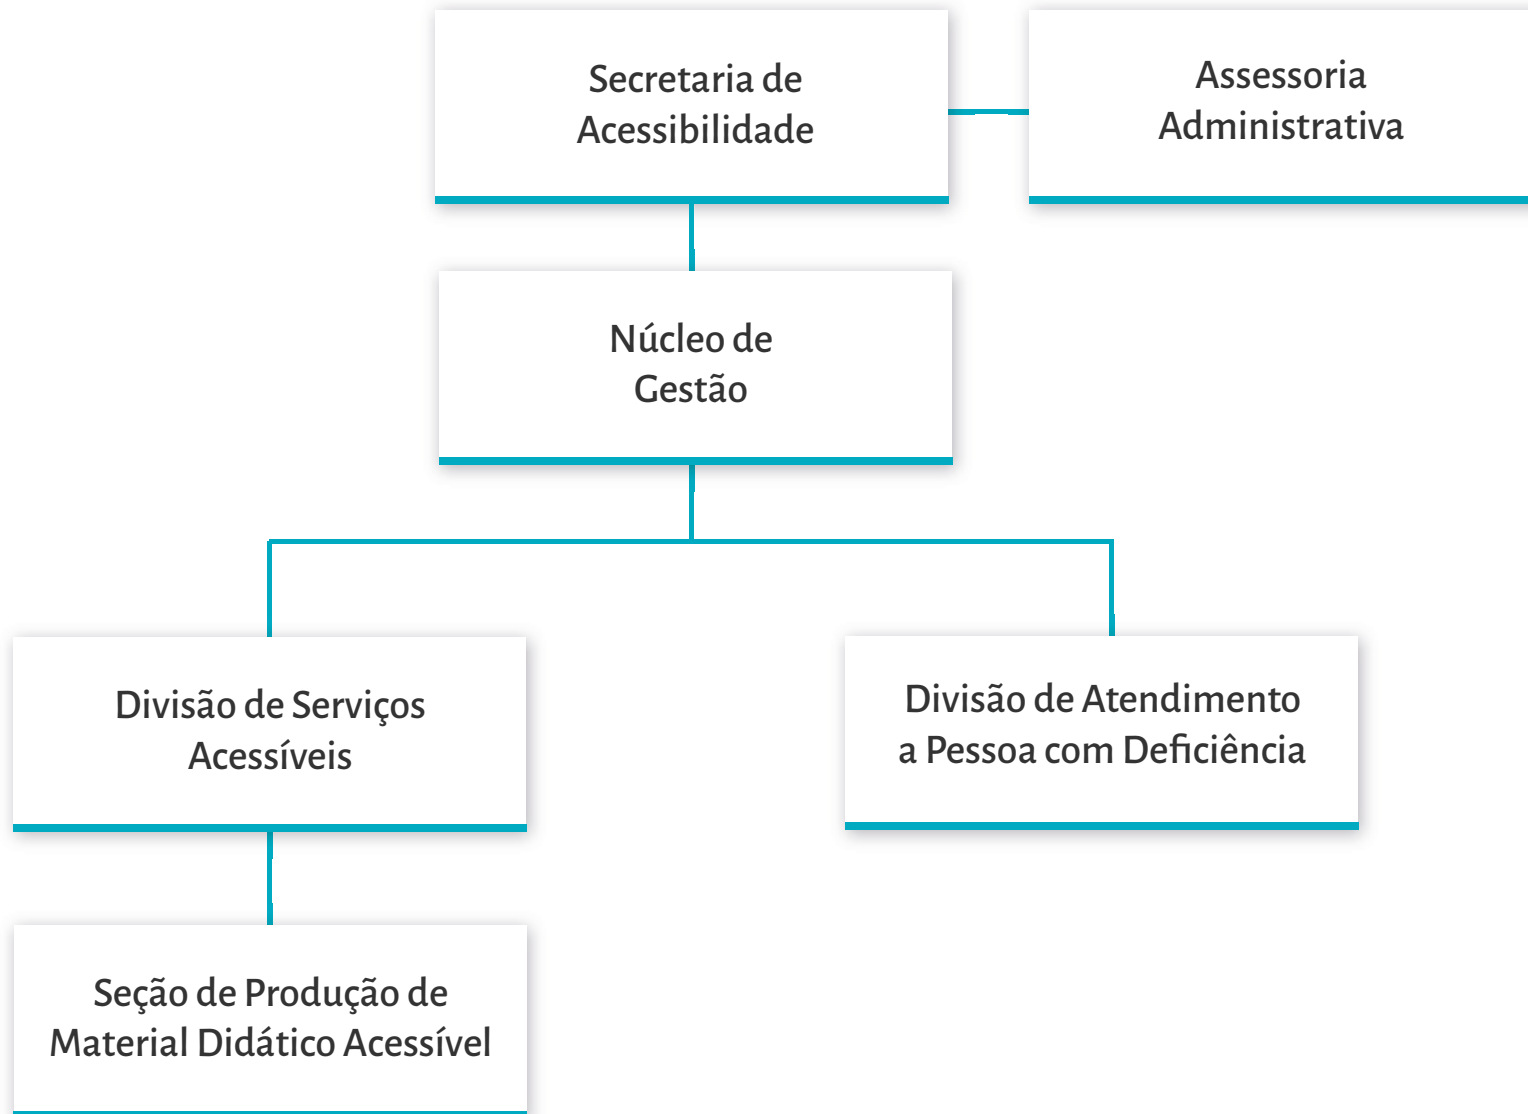 Secretaria de
Acessibilidade
Assessoria
Administrativa
Núcleo de
Gestão
Divisão de Serviços
Acessíveis
Divisão de Atendimento
a Pessoa com Deficiência
Seção de Produção de
Material Didático Acessível